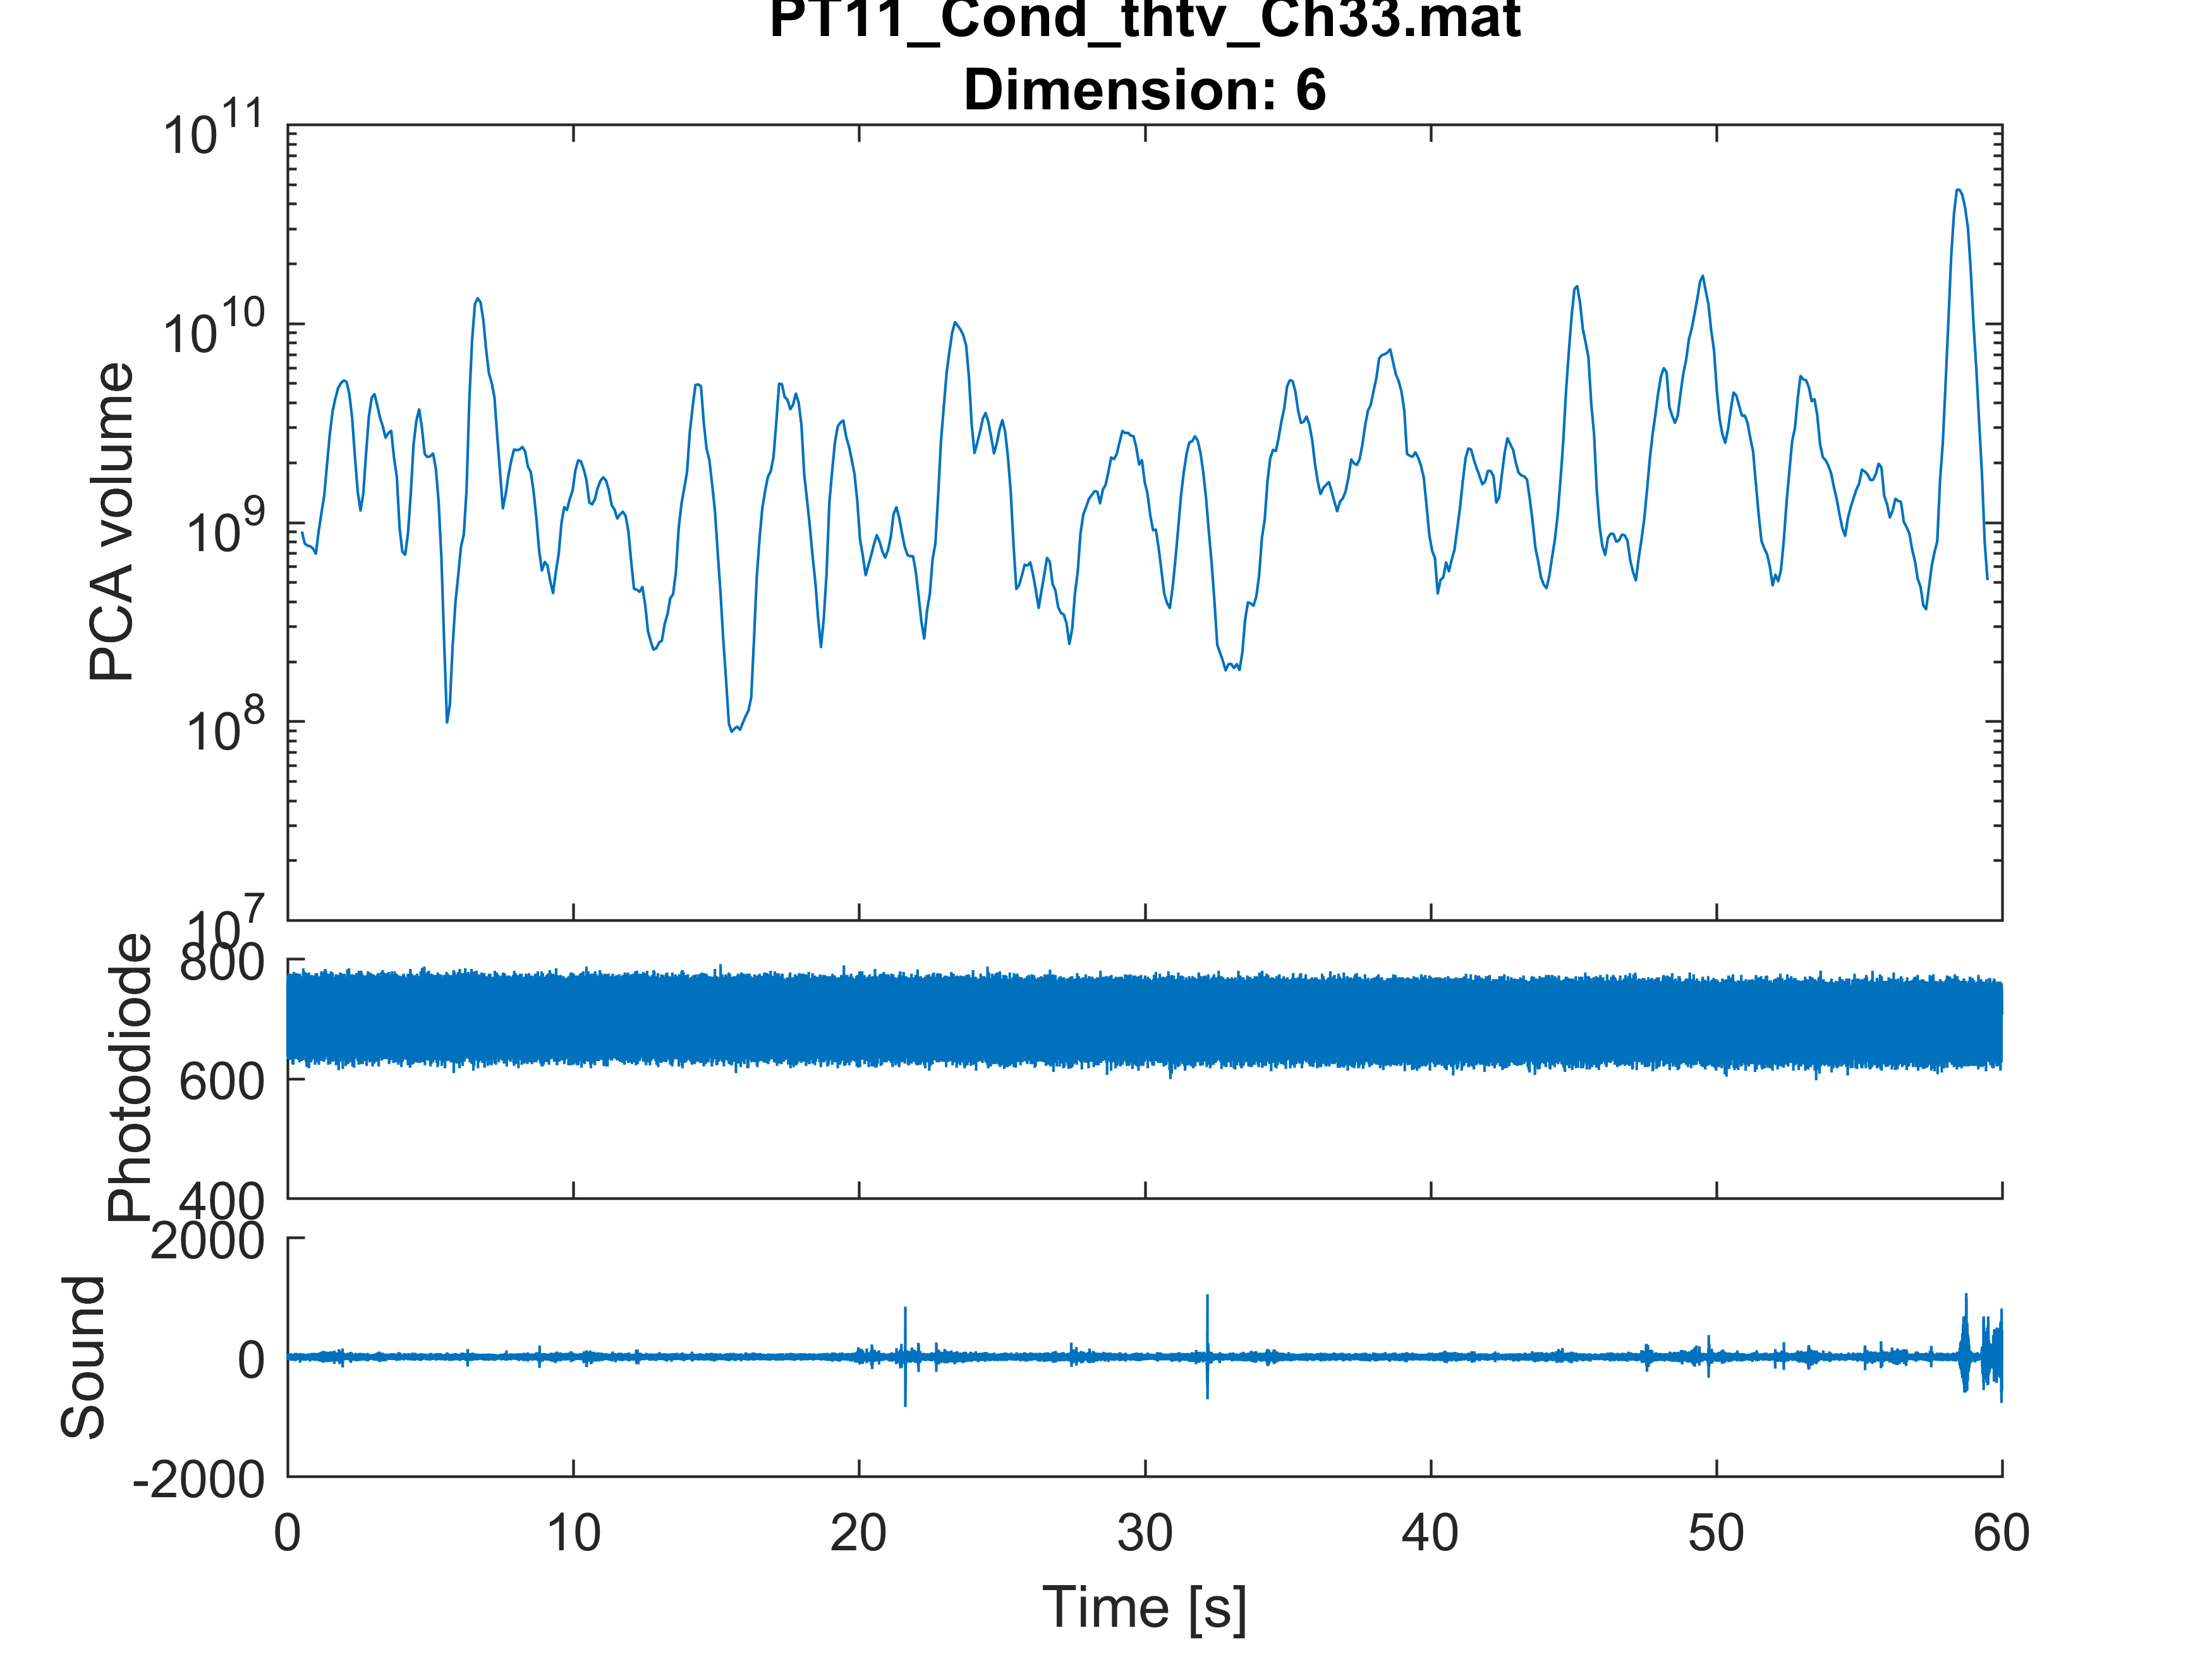 PT11_Cond_thtv_Ch33.mat
Dimension: 6
10^11
10^10
10^9
10^8
10^7
PCA volume
800
600
400
Photodiode
2000
0
-2000
Sound
0 10 20 30 40 50 60
Time [s]